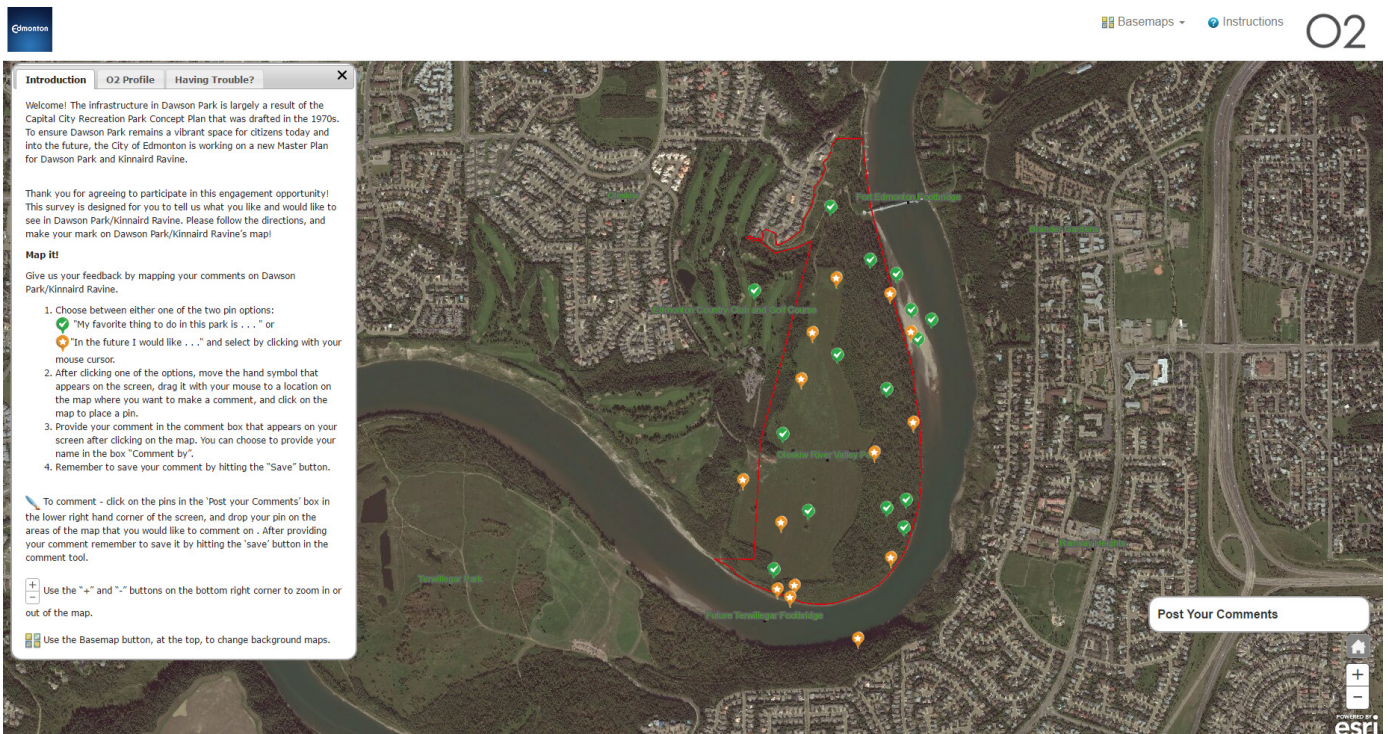 Edmonton
Basemaps
Instructions
O2
Introduction
O2 Profile
Having Trouble?
Welcome! The infrastructure in Dawson Park is largely a result of the
Capital City Recreation Park Concept Plan that was drafted in the 1970s.
To ensure Dawson Park remains a vibrant space for citizens today and
into the future, the City of Edmonton is working on a new Master Plan
for Dawson Park and Kinnaird Ravine.
Thank you for agreeing to participate in this engagement opportunity!
This survey is designed for you to tell us what you like and would like to
see in Dawson Park/Kinnaird Ravine. Please follow the directions, and
make your mark on Dawson Park/Kinnaird Ravine's map!
Map it!
Give us your feedback by mapping your comments on Dawson
Park/Kinnaird Ravine.
1. Choose between either one of the two pin options:
"My favorite thing to do in this park is . . . " or
"In the future I would like . . ." and select by clicking with your
mouse cursor.
2. After clicking one of the options, move the hand symbol that
appears on the screen, drag it with your mouse to a location on
the map where you want to make a comment, and click on the
map to place a pin.
3. Provide your comment in the comment box that appears on your
screen after clicking on the map. You can choose to provide your
name in the box "Comment by".
4. Remember to save your comment by hitting the "Save" button.
To comment - click on the pins in the 'Post your Comments' box in
the lower right hand corner of the screen, and drop your pin on the
areas of the map that you would like to comment on . After providing
your comment remember to save it by hitting the 'save' button in the
comment tool.
Use the "+" and "-" buttons on the bottom right corner to zoom in or
out of the map.
Use the Basemap button, at the top, to change background maps.
Fort Edmonton Footbridge
Edmonton Country Club and Golf Course
Oleskiw River Valley
Terwillegar Park
Future Terwillegar Footbridge
Post Your Comments
+
−
POWERED BY
esri